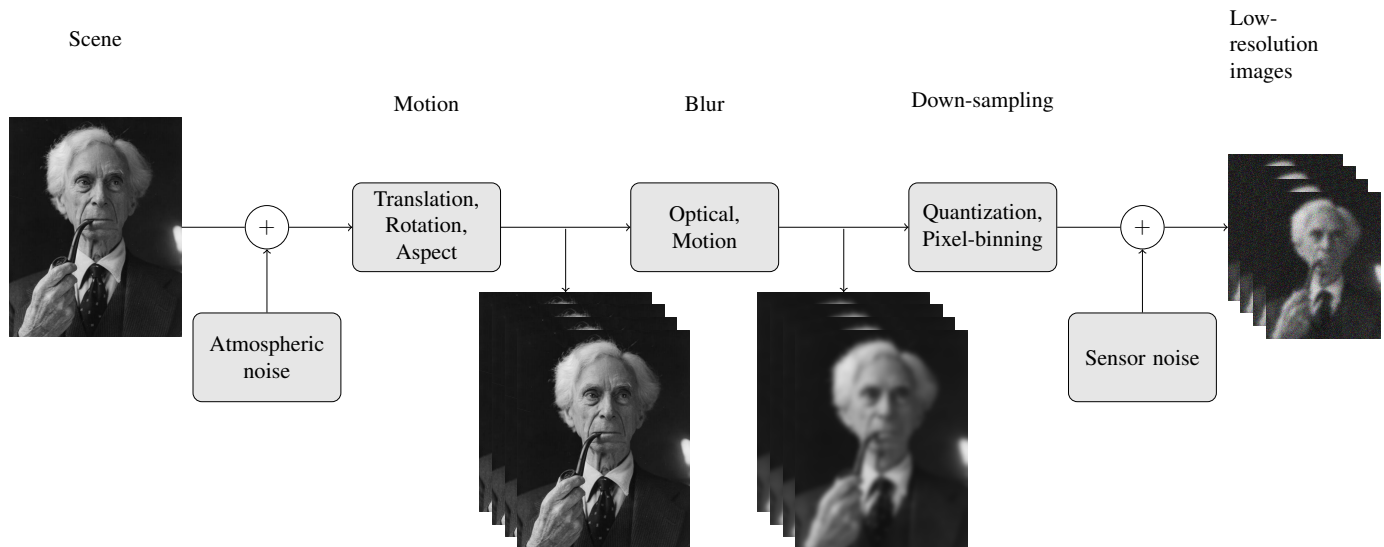 Scene
Motion
Blur
Down-sampling
Low-
resolution
images
+
Translation,
Rotation,
Aspect
Optical,
Motion
Quantization,
Pixel-binning
+
Atmospheric
noise
Sensor noise